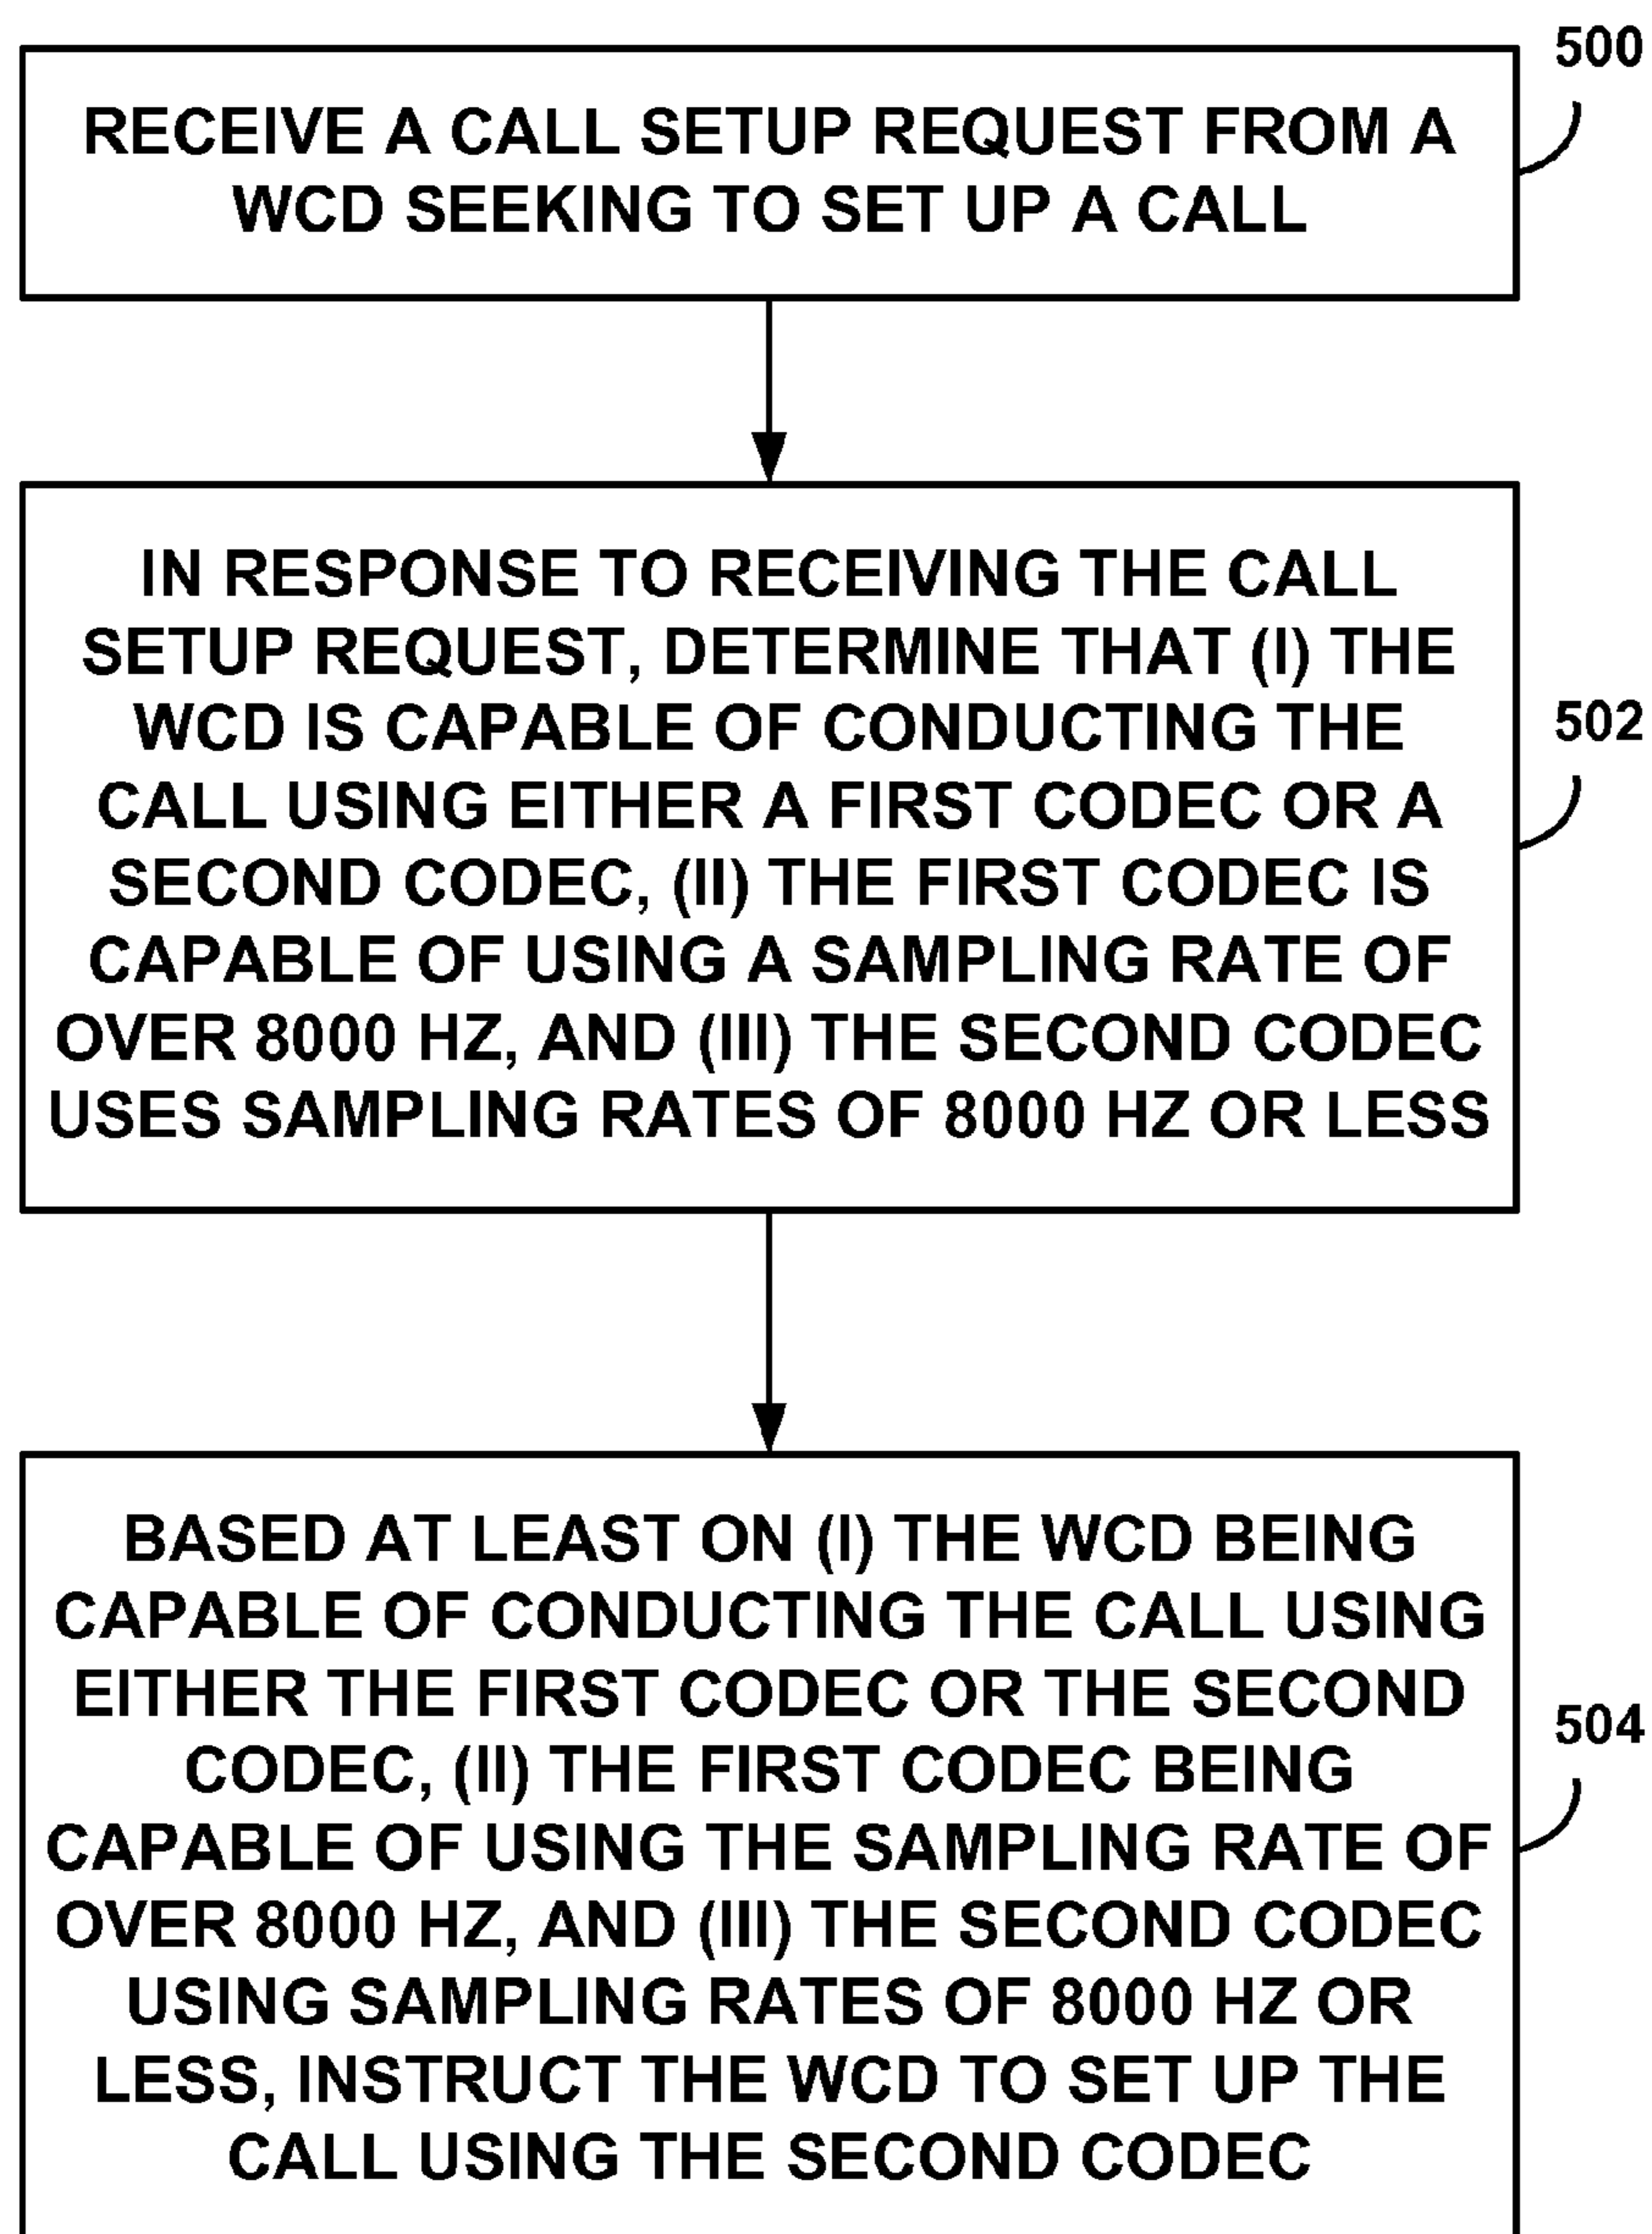 500
RECEIVE A CALL SETUP REQUEST FROM A
WCD SEEKING TO SET UP A CALL
IN RESPONSE TO RECEIVING THE CALL
SETUP REQUEST, DETERMINE THAT (I) THE
WCD IS CAPABLE OF CONDUCTING THE
CALL USING EITHER A FIRST CODEC OR A
SECOND CODEC, (II) THE FIRST CODEC IS
CAPABLE OF USING A SAMPLING RATE OF
OVER 8000 HZ, AND (III) THE SECOND CODEC
USES SAMPLING RATES OF 8000 HZ OR LESS
502
BASED AT LEAST ON (I) THE WCD BEING
CAPABLE OF CONDUCTING THE CALL USING
EITHER THE FIRST CODEC OR THE SECOND
CODEC, (II) THE FIRST CODEC BEING
CAPABLE OF USING THE SAMPLING RATE OF
OVER 8000 HZ, AND (III) THE SECOND CODEC
USING SAMPLING RATES OF 8000 HZ OR
LESS, INSTRUCT THE WCD TO SET UP THE
CALL USING THE SECOND CODEC
504